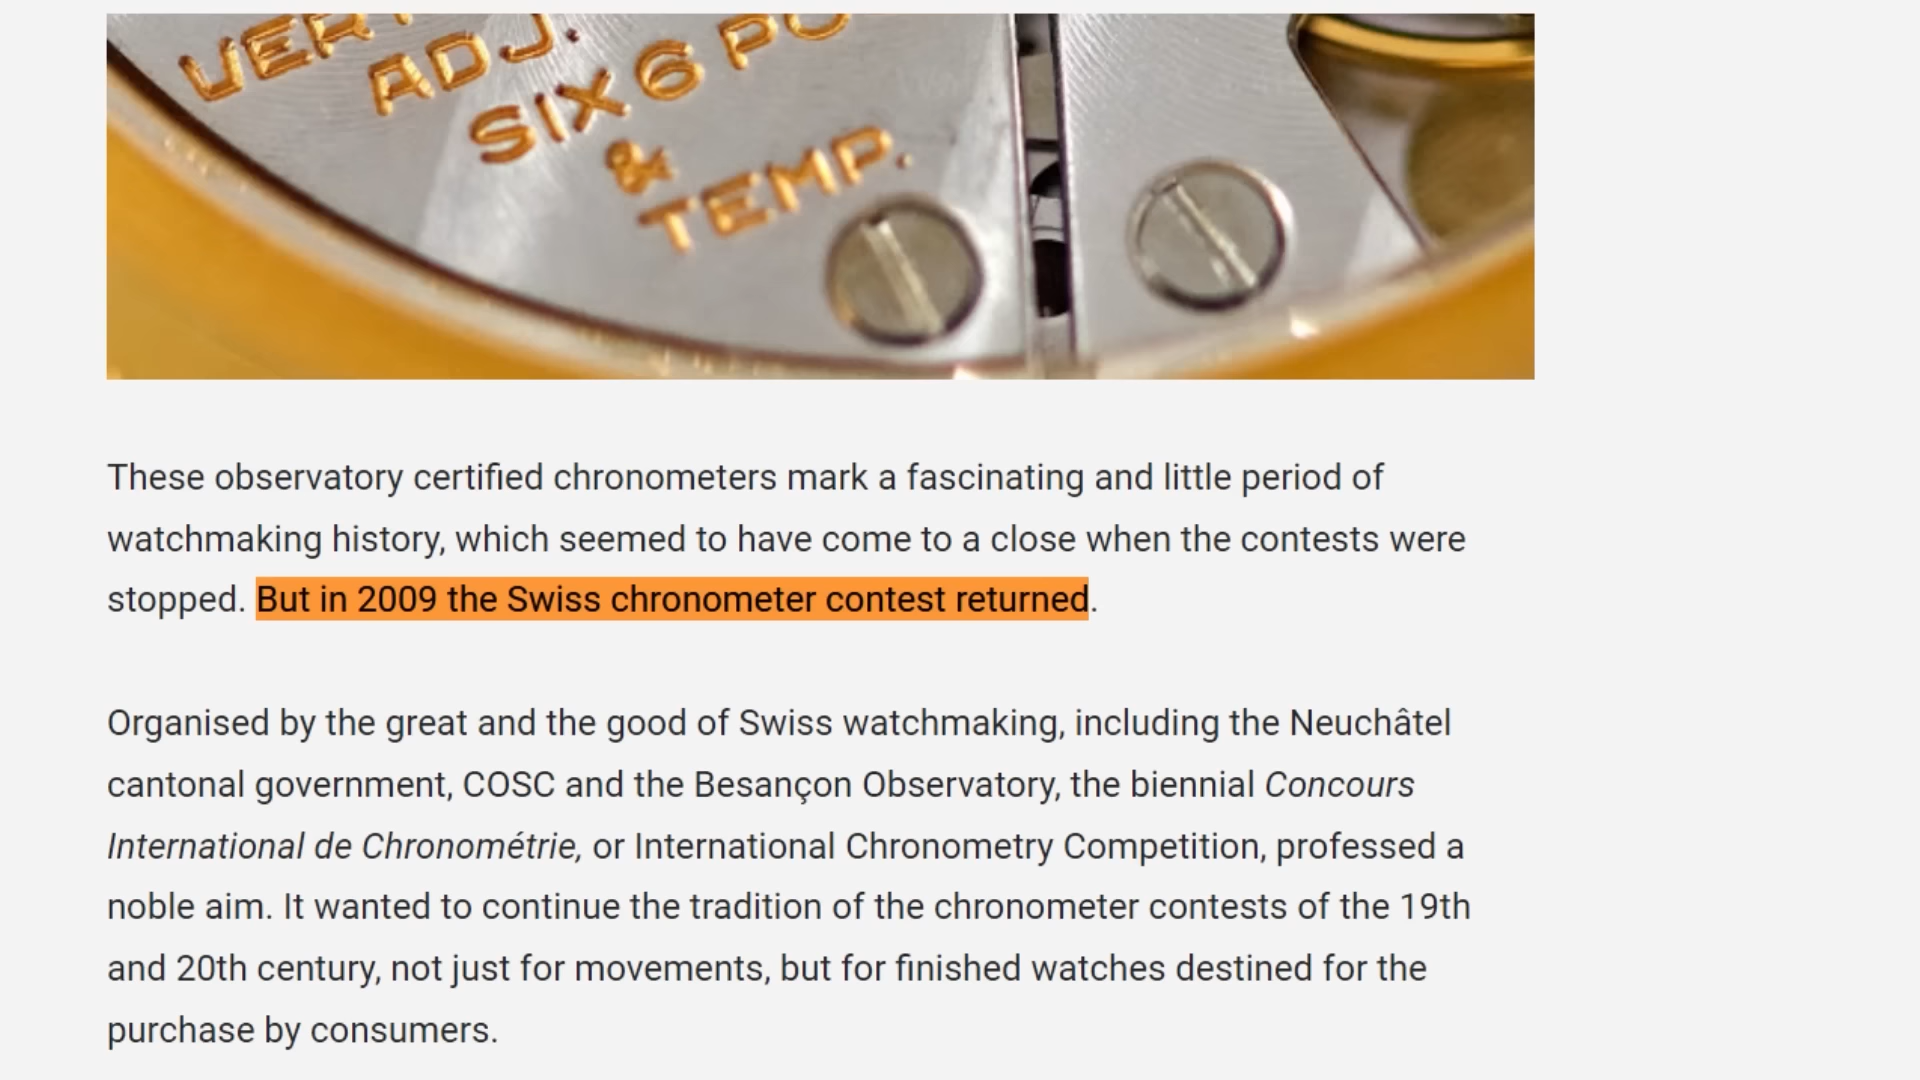 VER
ADJ.
SIX 6 PO
&
TEMP.
These observatory certified chronometers mark a fascinating and little period of
watchmaking history, which seemed to have come to a close when the contests were
stopped. But in 2009 the Swiss chronometer contest returned.
Organised by the great and the good of Swiss watchmaking, including the Neuchâtel
cantonal government, COSC and the Besançon Observatory, the biennial Concours
International de Chronométrie, or International Chronometry Competition, professed a
noble aim. It wanted to continue the tradition of the chronometer contests of the 19th
and 20th century, not just for movements, but for finished watches destined for the
purchase by consumers.